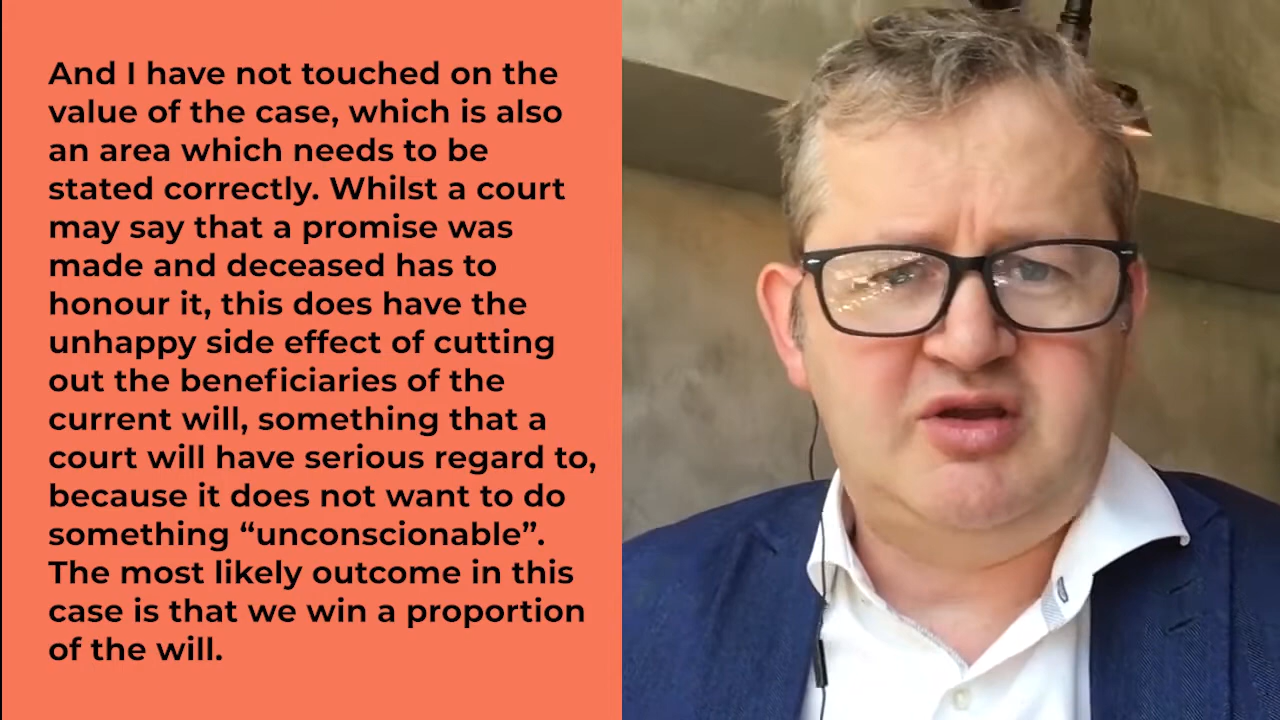 And I have not touched on the
value of the case, which is also
an area which needs to be
stated correctly. Whilst a court
may say that a promise was
made and deceased has to
honour it, this does have the
unhappy side effect of cutting
out the beneficiaries of the
current will, something that a
court will have serious regard to,
because it does not want to do
something “unconscionable”.
The most likely outcome in this
case is that we win a proportion
of the will.